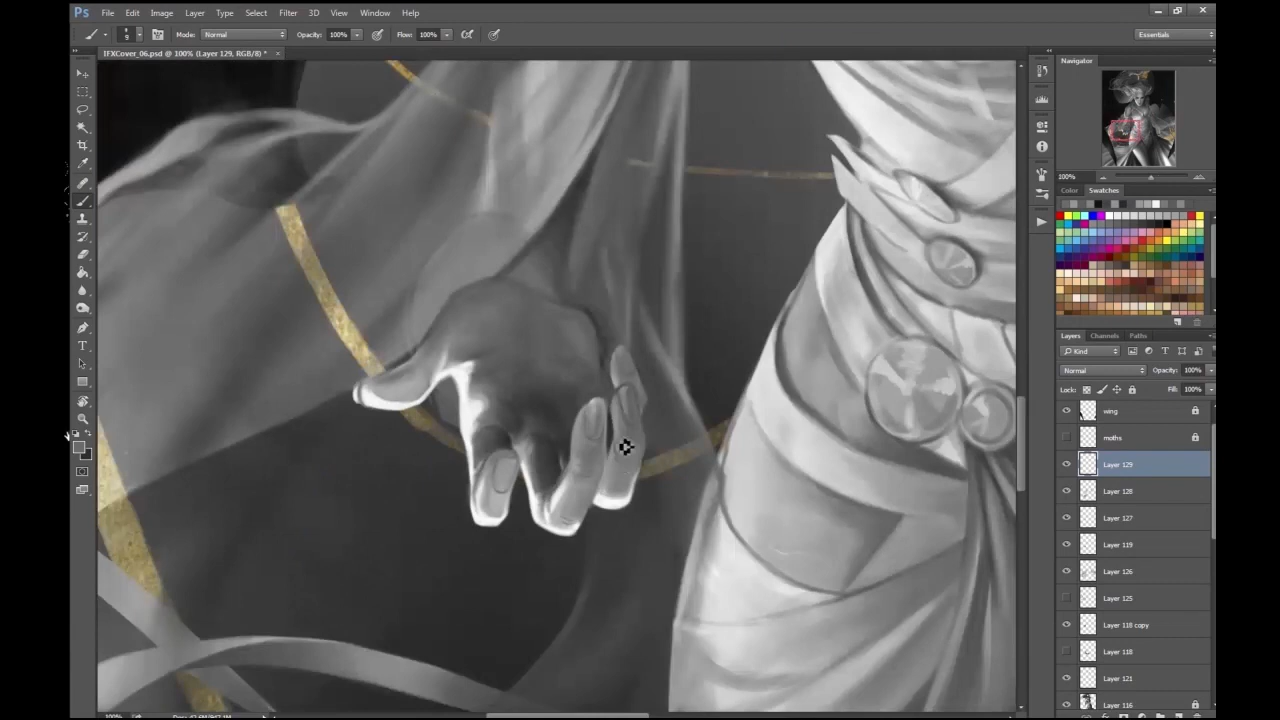 Ps File Edit Image Layer Type Select Filter 3D View Window Help
9 Mode: Normal Opacity: 100% Flow: 100% Essentials
IFXCover_06.psd @ 100% (Layer 129, RGB/8) * ×
Navigator
100%
Color Swatches
Layers Channels Paths
Kind
Normal Opacity: 100%
Lock: Fill: 100%
wing
moths
Layer 129
Layer 128
Layer 127
Layer 119
Layer 126
Layer 125
Layer 118 copy
Layer 118
Layer 121
Layer 116
100%